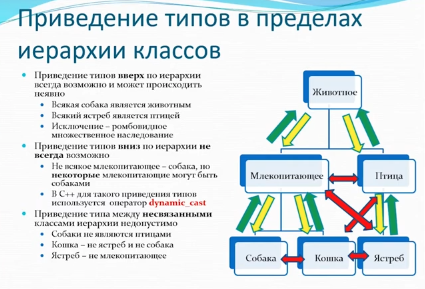 Приведение типов в пределах
иерархии классов
Приведение типов вверх по иерархии
всегда возможно и может происходить
неявно
Всякая собака является животным
Всякий ястреб является птицей
Исключение – ромбовидное
множественное наследование
Приведение типов вниз по иерархии не
всегда возможно
Не всякое млекопитающее – собака, но
некоторые млекопитающие могут быть
собаками
В C++ для такого приведения типов
используется оператор dynamic_cast
Приведение типа между несвязанными
классами иерархии недопустимо
Собаки не являются птицами
Кошка – не ястреб и не собака
Ястреб – не млекопитающее
Животное
Млекопитающее
Птица
Собака
Кошка
Ястреб